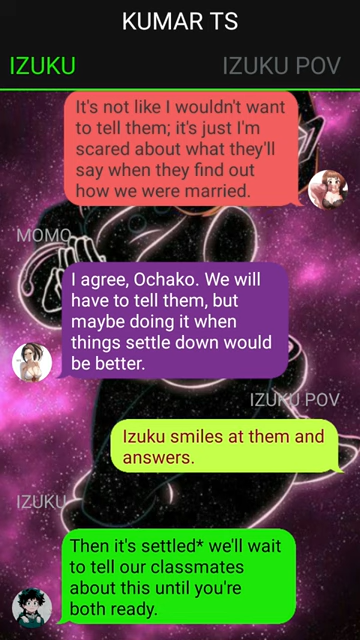 KUMAR TS
IZUKU
IZUKU POV
It's not like I wouldn't want
to tell them; it's just I'm
scared about what they'll
say when they find out
how we were married.
MOMO
I agree, Ochako. We will
have to tell them, but
maybe doing it when
things settle down would
be better.
IZUKU POV
Izuku smiles at them and
answers.
IZUKU
Then it's settled* we'll wait
to tell our classmates
about this until you're
both ready.